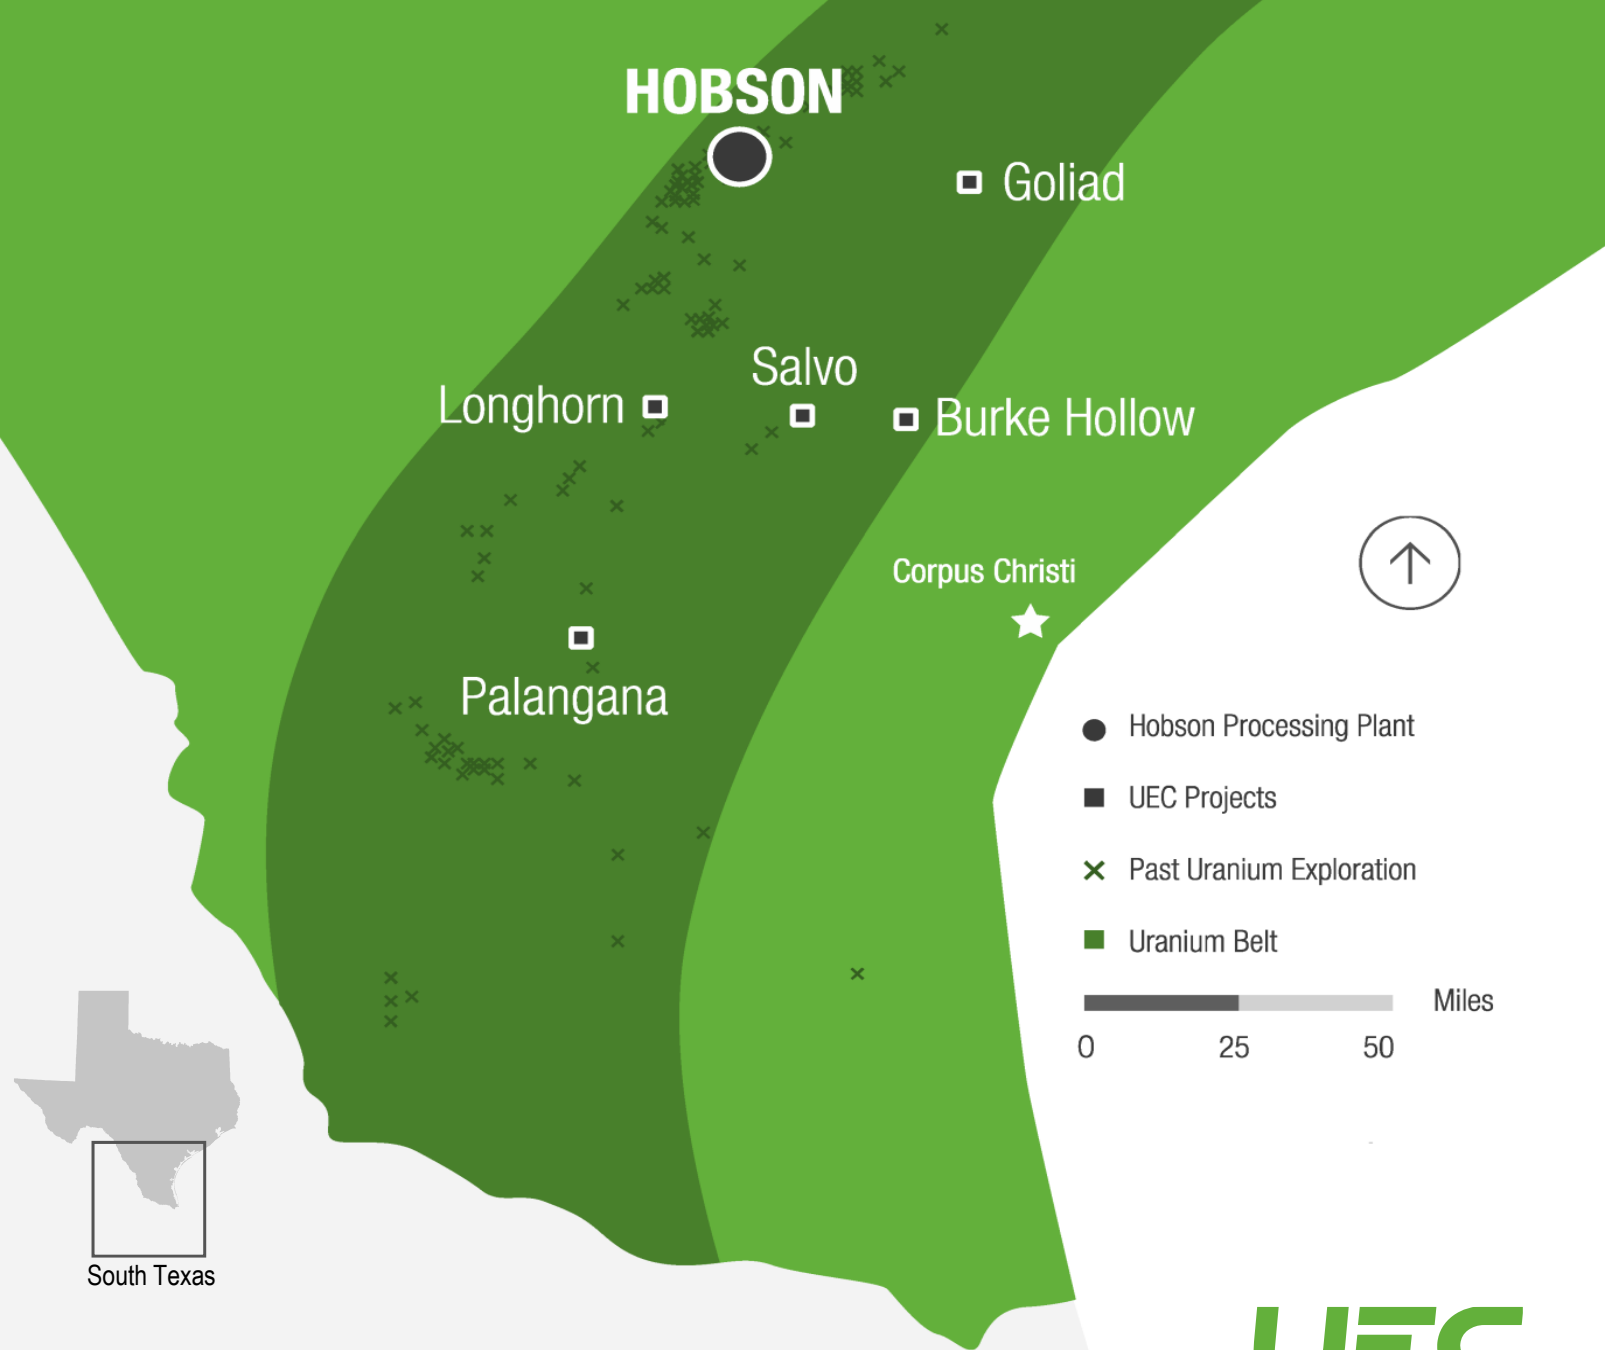 HOBSON
Goliad
Salvo
Longhorn
Burke Hollow
Corpus Christi
Palangana
Hobson Processing Plant
UEC Projects
Past Uranium Exploration
Uranium Belt
Miles
0 25 50
South Texas
UEC